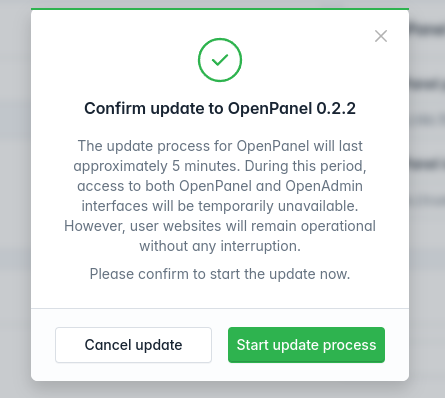 Confirm update to OpenPanel 0.2.2
The update process for OpenPanel will last
approximately 5 minutes. During this period,
access to both OpenPanel and OpenAdmin
interfaces will be temporarily unavailable.
However, user websites will remain operational
without any interruption.
Please confirm to start the update now.
Cancel update
Start update process